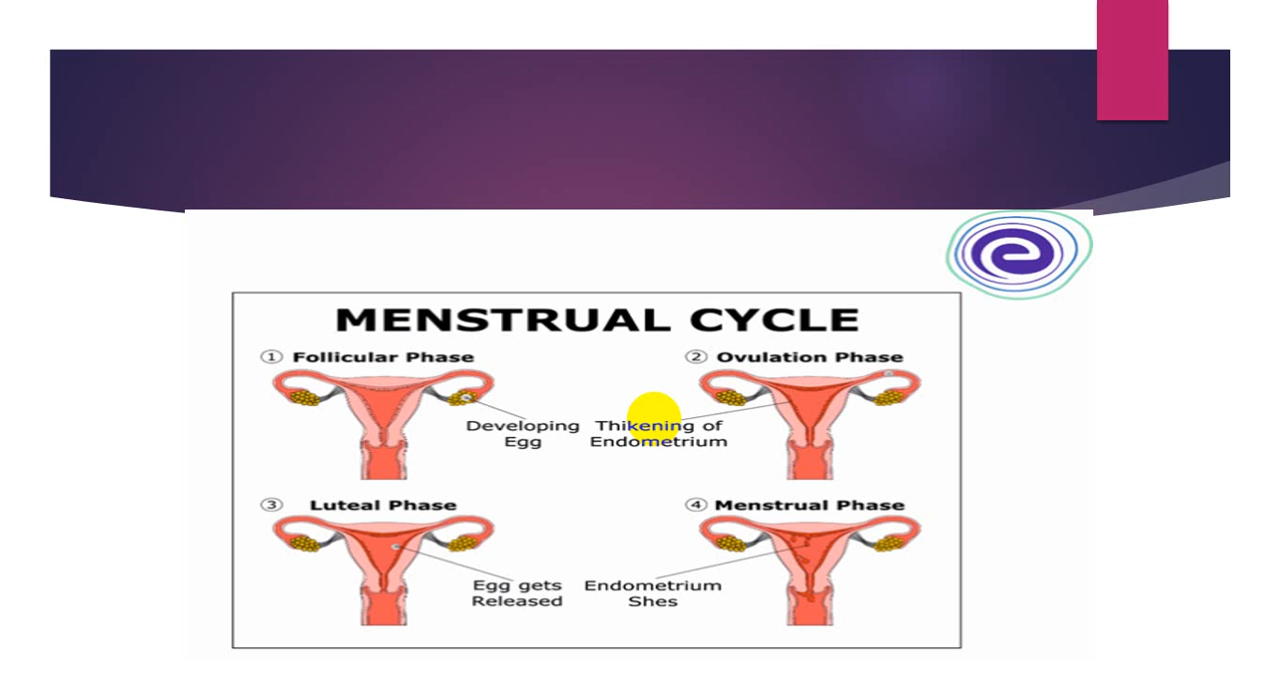 MENSTRUAL CYCLE
① Follicular Phase
② Ovulation Phase
Developing
Egg
Thikening of
Endometrium
③ Luteal Phase
④ Menstrual Phase
Egg gets
Released
Endometrium
Shes